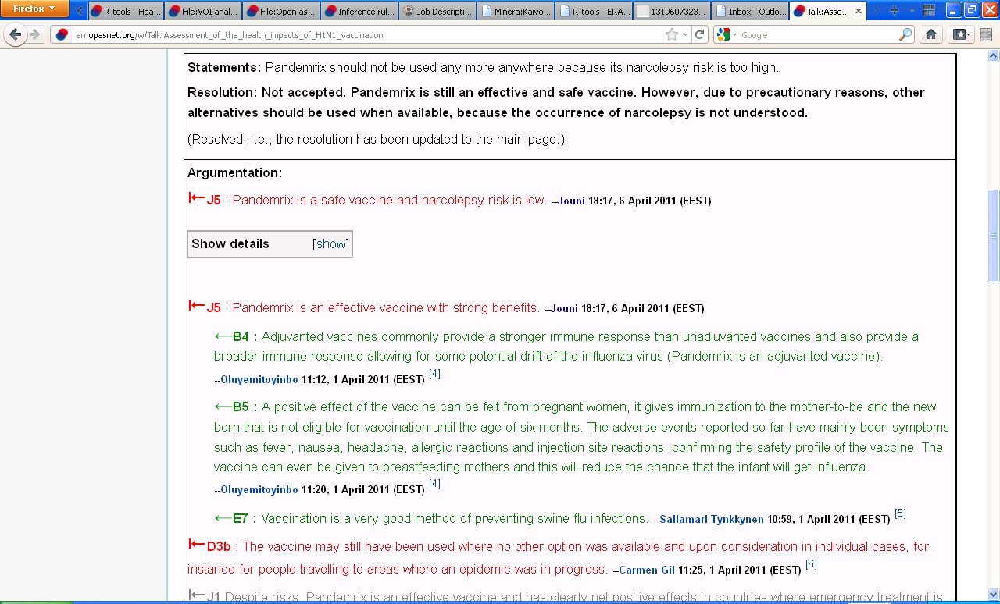 Firefox
R-tools - Hea...
File:VOI anal...
File:Open as...
Inference rul...
Job Descripti...
Minera:Kaivo...
R-tools - ERA...
1319607323...
Inbox - Outlo...
Talk:Asse...
en.opasnet.org/w/Talk:Assessment_of_the_health_impacts_of_H1N1_vaccination
Google
Statements: Pandemrix should not be used any more anywhere because its narcolepsy risk is too high.
Resolution: Not accepted. Pandemrix is still an effective and safe vaccine. However, due to precautionary reasons, other
alternatives should be used when available, because the occurrence of narcolepsy is not understood.
(Resolved, i.e., the resolution has been updated to the main page.)
Argumentation:
J5 : Pandemrix is a safe vaccine and narcolepsy risk is low. --Jouni 18:17, 6 April 2011 (EEST)
Show details [show]
J5 : Pandemrix is an effective vaccine with strong benefits. --Jouni 18:17, 6 April 2011 (EEST)
←B4 : Adjuvanted vaccines commonly provide a stronger immune response than unadjuvanted vaccines and also provide a
broader immune response allowing for some potential drift of the influenza virus (Pandemrix is an adjuvanted vaccine).
--Oluyemitoyinbo 11:12, 1 April 2011 (EEST) [4]
←B5 : A positive effect of the vaccine can be felt from pregnant women, it gives immunization to the mother-to-be and the new
born that is not eligible for vaccination until the age of six months. The adverse events reported so far have mainly been symptoms
such as fever, nausea, headache, allergic reactions and injection site reactions, confirming the safety profile of the vaccine. The
vaccine can even be given to breastfeeding mothers and this will reduce the chance that the infant will get influenza.
--Oluyemitoyinbo 11:20, 1 April 2011 (EEST) [4]
←E7 : Vaccination is a very good method of preventing swine flu infections. --Sallamari Tynkkynen 10:59, 1 April 2011 (EEST) [5]
D3b : The vaccine may still have been used where no other option was available and upon consideration in individual cases, for
instance for people travelling to areas where an epidemic was in progress. --Carmen Gil 11:25, 1 April 2011 (EEST) [6]
J1 Despite risks, Pandemrix is an effective vaccine and has clearly net positive effects in countries where emergency treatment is